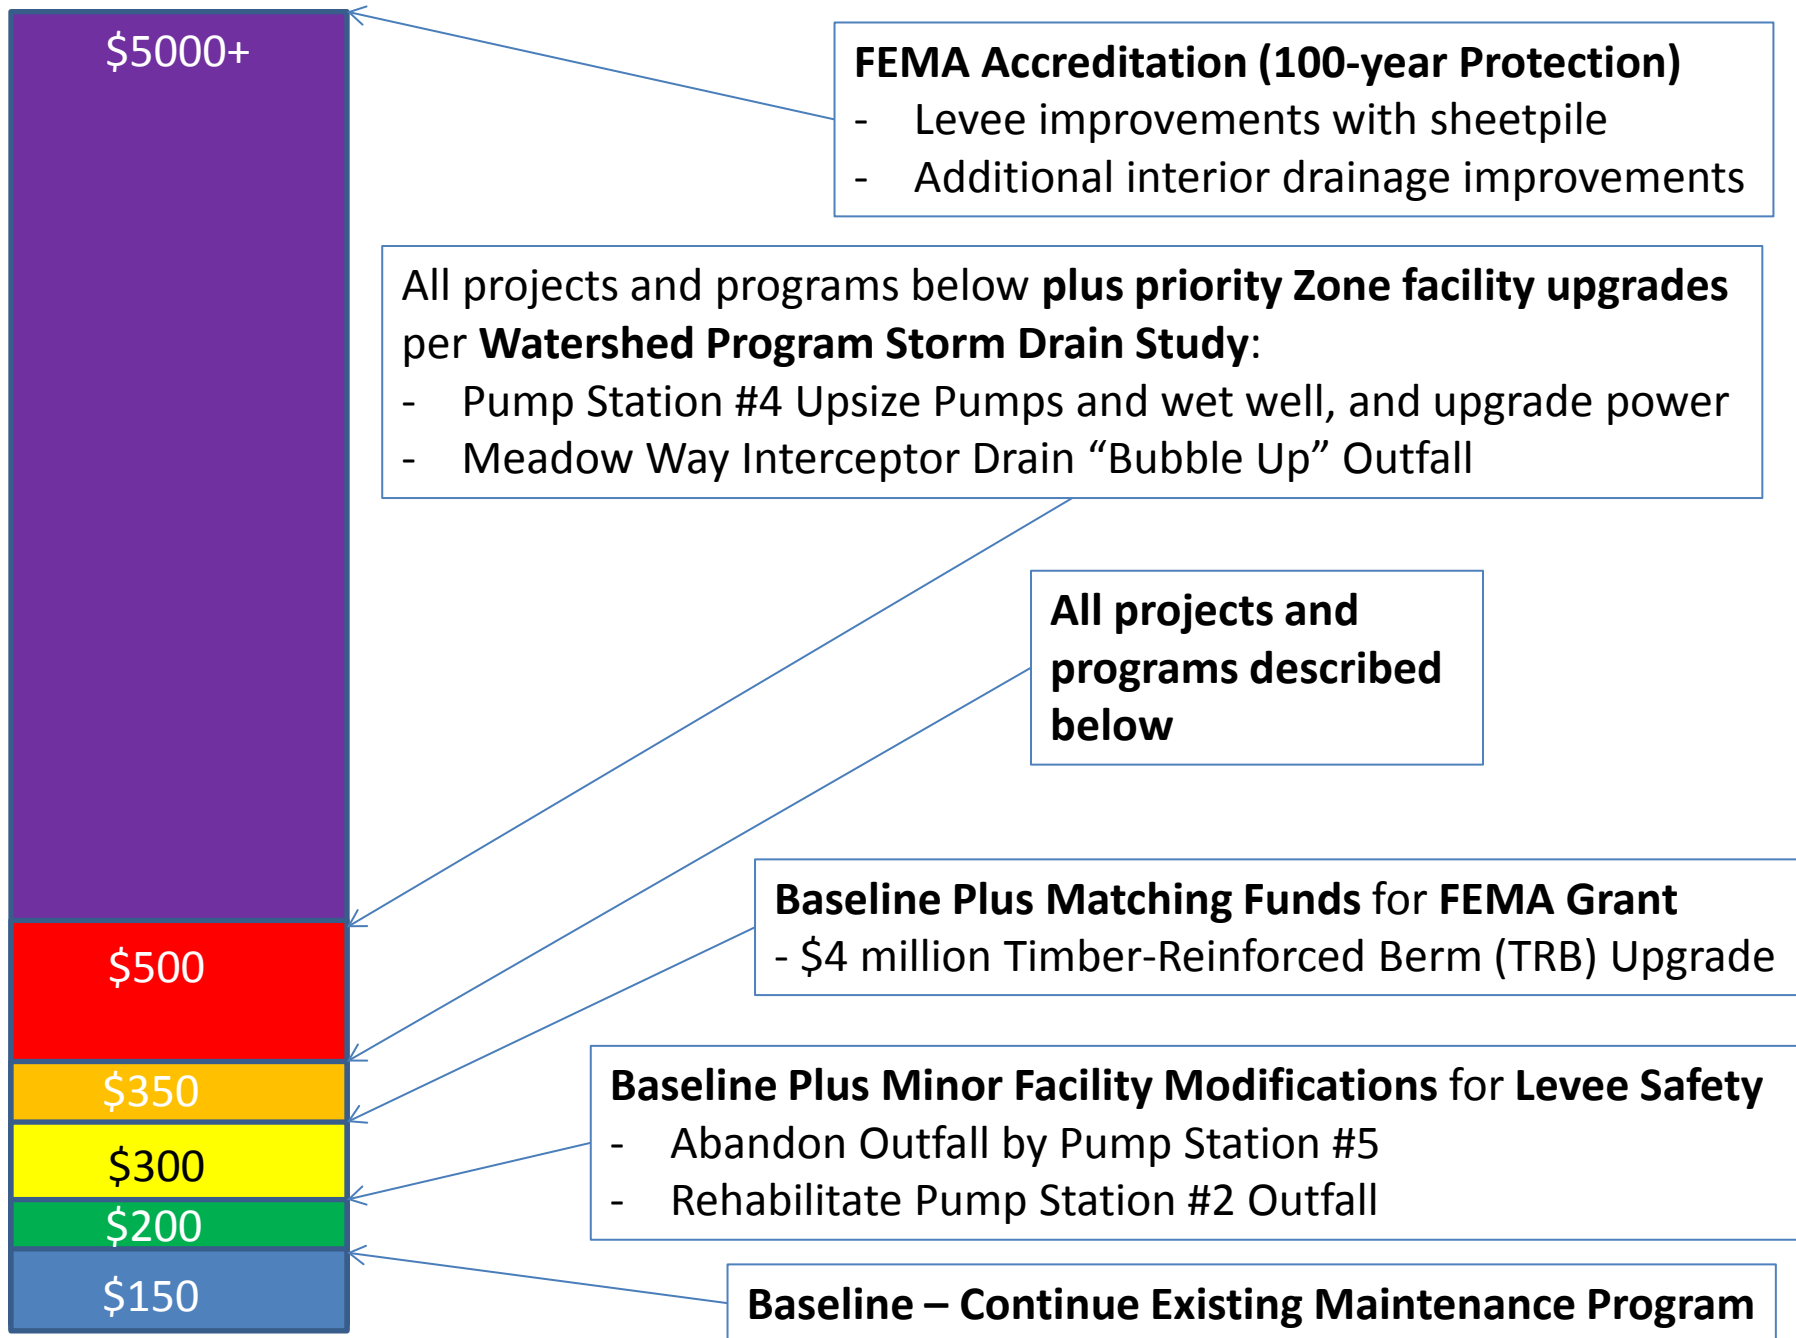 $5000+
FEMA Accreditation (100-year Protection)
- Levee improvements with sheetpile
- Additional interior drainage improvements
All projects and programs below plus priority Zone facility upgrades
per Watershed Program Storm Drain Study:
- Pump Station #4 Upsize Pumps and wet well, and upgrade power
- Meadow Way Interceptor Drain “Bubble Up” Outfall
All projects and
programs described
below
Baseline Plus Matching Funds for FEMA Grant
- $4 million Timber-Reinforced Berm (TRB) Upgrade
$500
$350
Baseline Plus Minor Facility Modifications for Levee Safety
- Abandon Outfall by Pump Station #5
- Rehabilitate Pump Station #2 Outfall
$300
$200
$150
Baseline – Continue Existing Maintenance Program